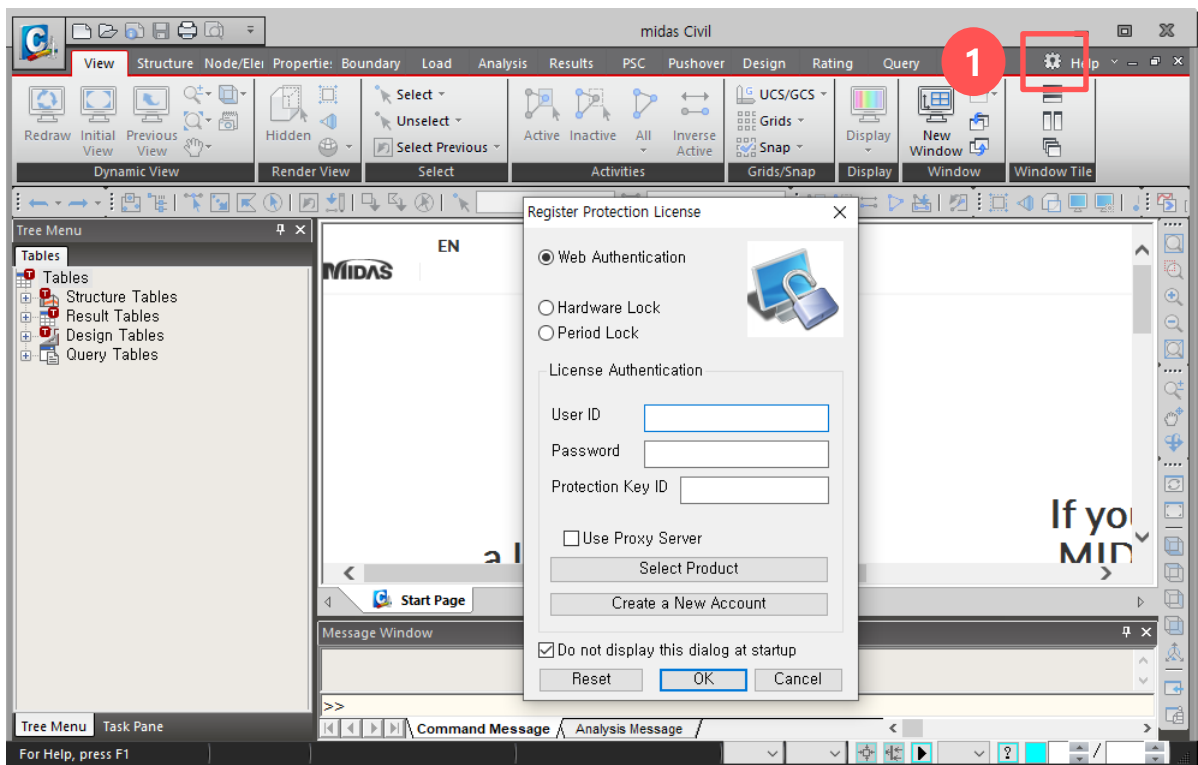 midas Civil
View Structure Node/Ele Properties Boundary Load Analysis Results PSC Pushover Design Rating Query 1 Help
Redraw Initial View Previous View Hidden Select Unselect Select Previous Active Inactive All Inverse Active UCS/GCS Grids Snap Display New Window
Dynamic View Render View Select Activities Grids/Snap Display Window Window Tile
Tree Menu
Tables
Tables
Structure Tables
Result Tables
Design Tables
Query Tables
Tree Menu Task Pane
EN
MIDAS
If you
MID
a
Start Page
Message Window
>>
Command Message Analysis Message
Register Protection License
Web Authentication
Hardware Lock
Period Lock
License Authentication
User ID
Password
Protection Key ID
Use Proxy Server
Select Product
Create a New Account
Do not display this dialog at startup
Reset OK Cancel
For Help, press F1